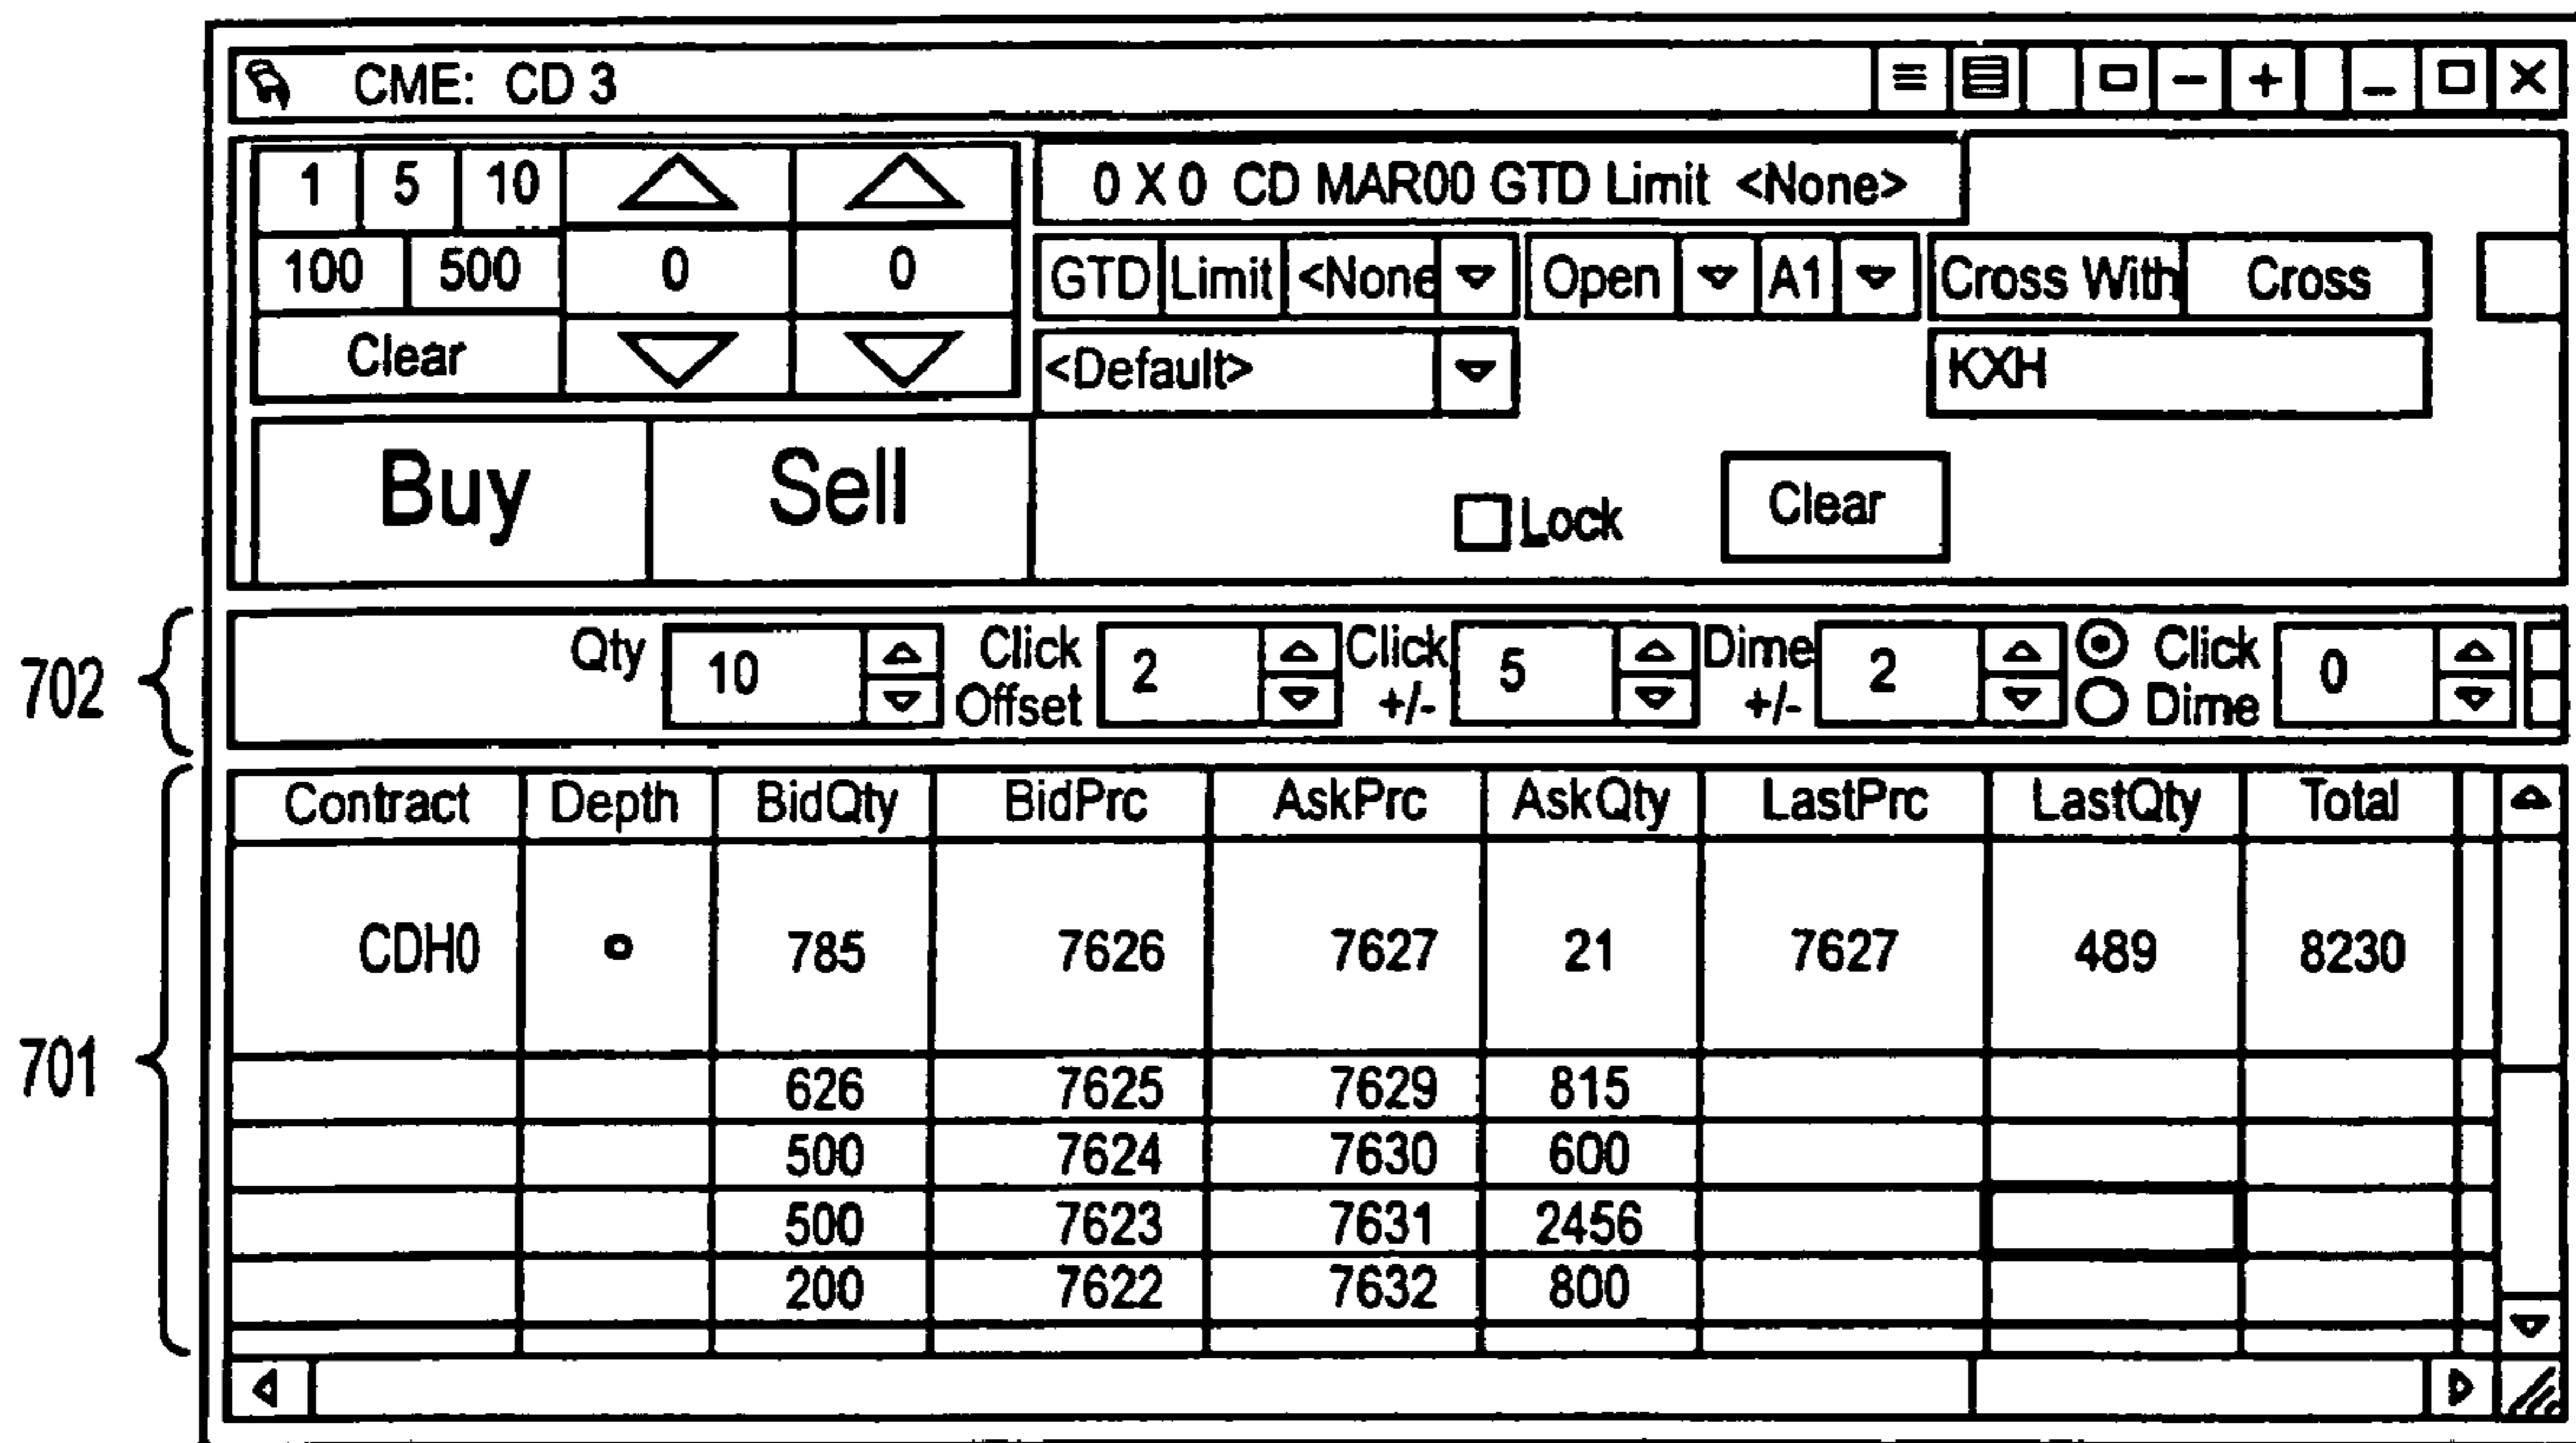 CME: CD 3
1 5 10
0 X 0 CD MAR00 GTD Limit <None>
100 500 0 0
GTD Limit <None Open A1 Cross With Cross
Clear
<Default> KXH
Buy Sell
Lock Clear
702
Qty 10 Click Offset 2 Click +/- 5 Dime +/- 2 Click Dime 0
701
Contract Depth BidQty BidPrc AskPrc AskQty LastPrc LastQty Total
CDH0 7626 785 7627 21 7627 489 8230
626 7625 7629 815
500 7624 7630 600
500 7623 7631 2456
200 7622 7632 800